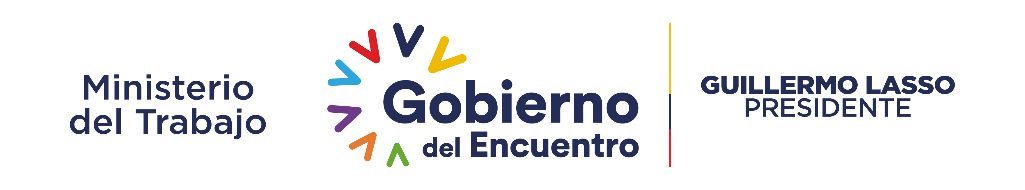 Ministerio
del Trabajo
Gobierno
del Encuentro
GUILLERMO LASSO
PRESIDENTE